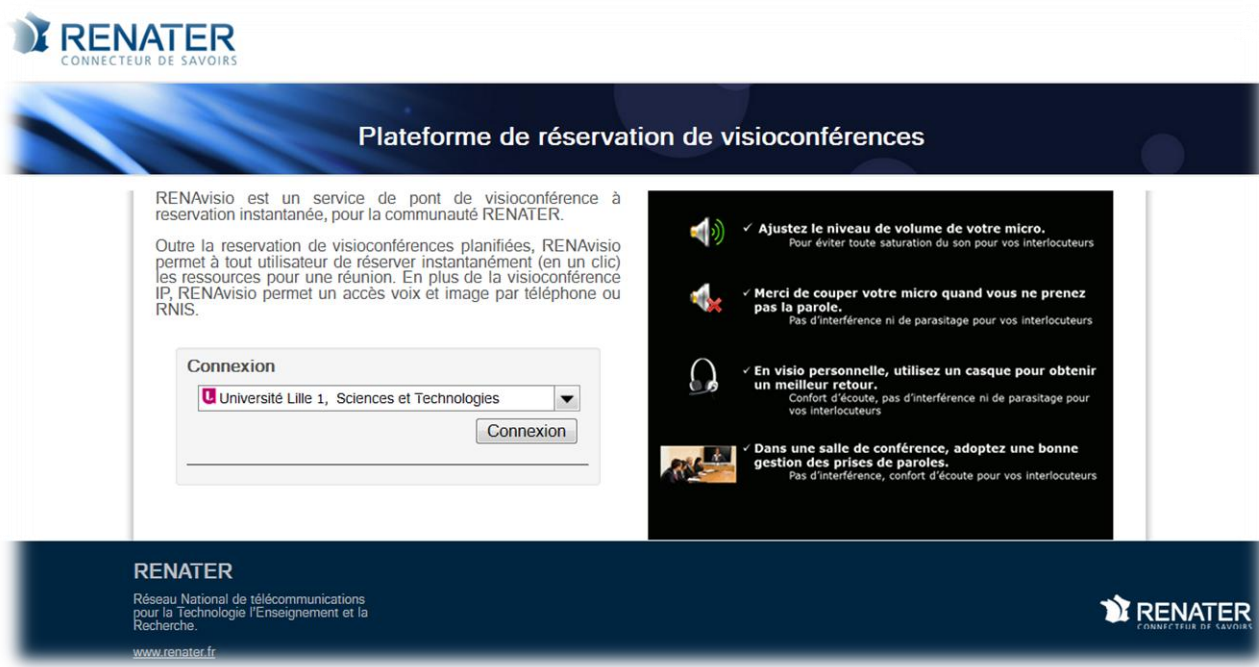 RENATER
CONNECTEUR DE SAVOIRS
Plateforme de réservation de visioconférences
RENAvisio est un service de pont de visioconférence à
reservation instantanée, pour la communauté RENATER.
Outre la reservation de visioconférences planifiées, RENAvisio
permet à tout utilisateur de réserver instantanément (en un clic)
les ressources pour une réunion. En plus de la visioconférence
IP, RENAvisio permet un accès voix et image par téléphone ou
RNIS.
Connexion
L Université Lille 1, Sciences et Technologies
Connexion
✓ Ajustez le niveau de volume de votre micro.
Pour éviter toute saturation du son pour vos interlocuteurs
✓ Merci de couper votre micro quand vous ne prenez
pas la parole.
Pas d'interférence ni de parasitage pour vos interlocuteurs
✓ En visio personnelle, utilisez un casque pour obtenir
un meilleur retour.
Confort d'écoute, pas d'interférence ni de parasitage pour
vos interlocuteurs
✓ Dans une salle de conférence, adoptez une bonne
gestion des prises de paroles.
Pas d'interférence, confort d'écoute pour vos interlocuteurs
RENATER
Réseau National de télécommunications
pour la Technologie l'Enseignement et la
Recherche.
www.renater.fr
RENATER
CONNECTEUR DE SAVOIRS